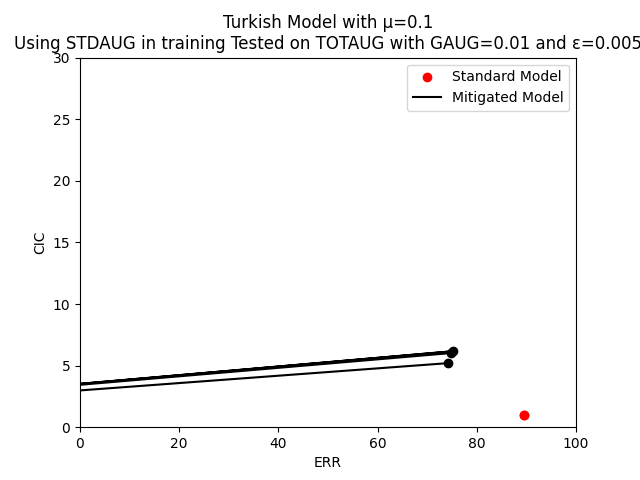 Turkish Model with μ=0.1
Using STDAUG in training Tested on TOTAUG with GAUG=0.01 and ε=0.005
30
25
20
15
10
5
0
CIC
Standard Model
Mitigated Model
0 20 40 60 80 100
ERR